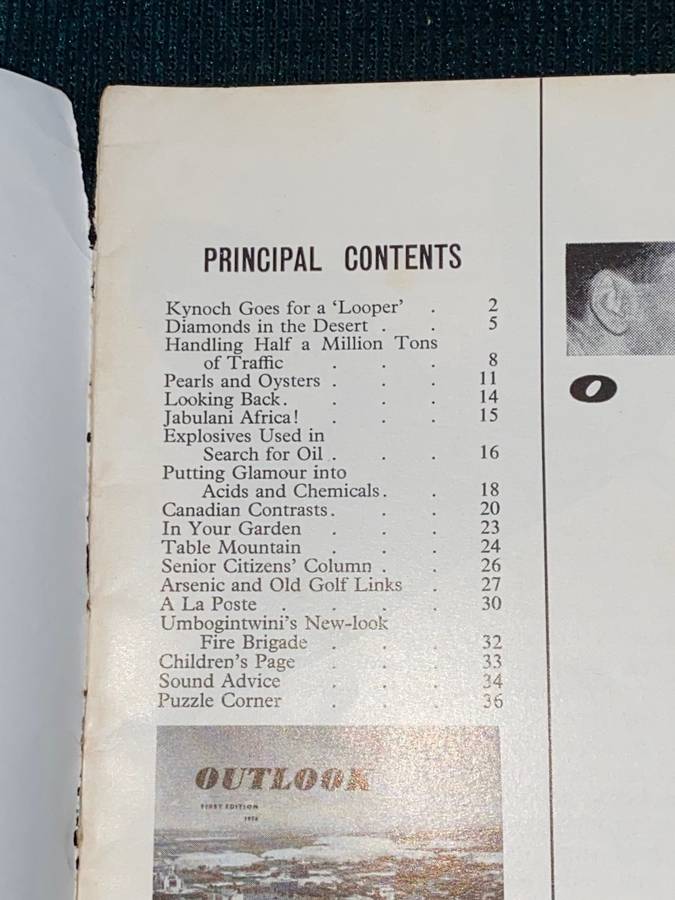 PRINCIPAL CONTENTS
Kynoch Goes for a ‘Looper’ . 2
Diamonds in the Desert . . 5
Handling Half a Million Tons
of Traffic . . . 8
Pearls and Oysters . . . 11
Looking Back. . . . 14
Jabulani Africa! . . . 15
Explosives Used in
Search for Oil . . . 16
Putting Glamour into
Acids and Chemicals. . 18
Canadian Contrasts. . . 20
In Your Garden . . . 23
Table Mountain . . . 24
Senior Citizens’ Column . . 26
Arsenic and Old Golf Links . 27
A La Poste . . . . 30
Umbogintwini’s New-look
Fire Brigade . . . 32
Children’s Page . . . 33
Sound Advice . . . 34
Puzzle Corner . . . 36
OUTLOOK
FIRST EDITION
O